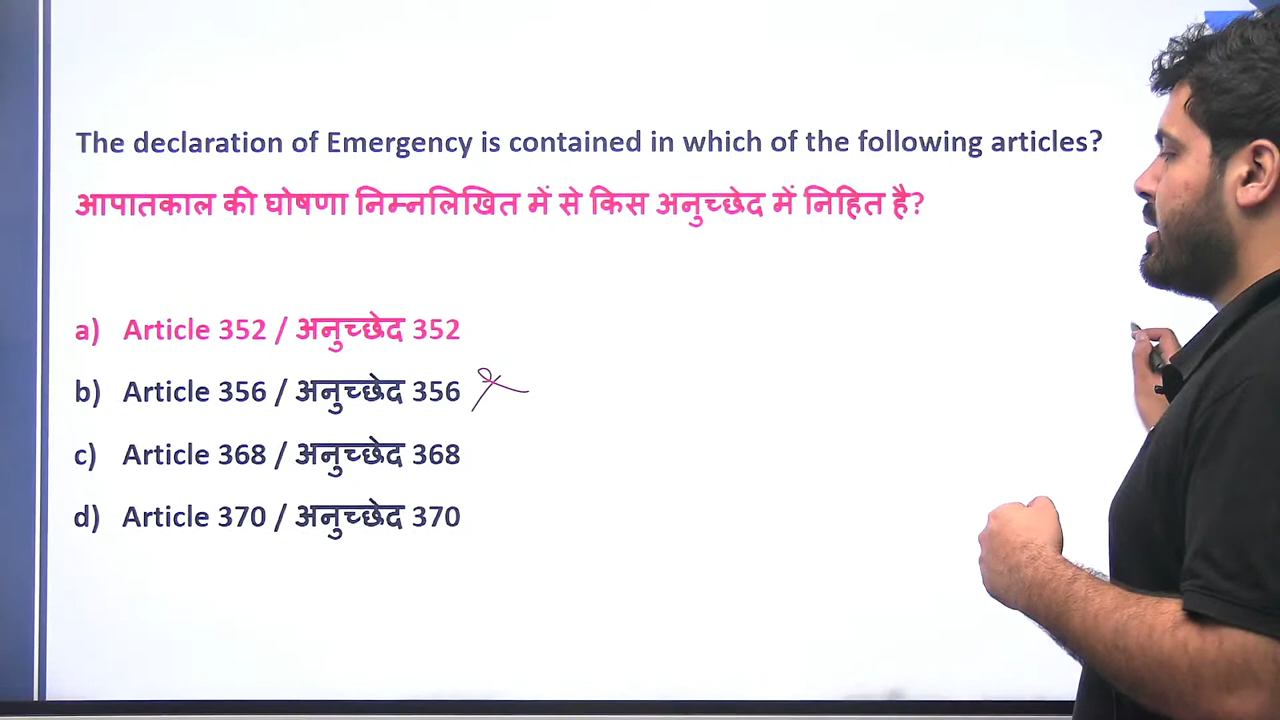 The declaration of Emergency is contained in which of the following articles?
आपातकाल की घोषणा निम्नलिखित में से किस अनुच्छेद में निहित है?
a) Article 352 / अनुच्छेद 352
b) Article 356 / अनुच्छेद 356
c) Article 368 / अनुच्छेद 368
d) Article 370 / अनुच्छेद 370